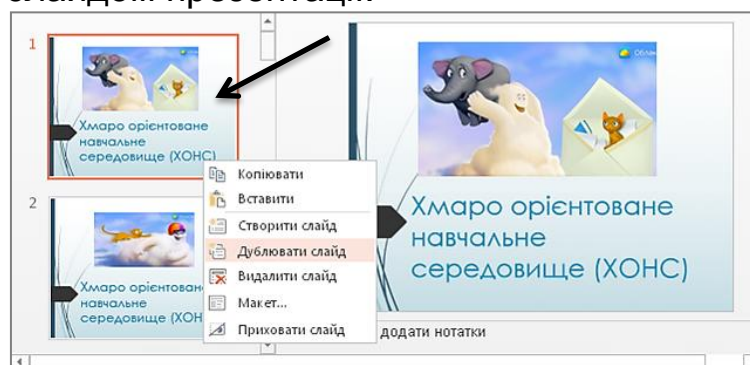 слайдом презентації.
1
Хмаро орієнтоване
навчальне
середовище (ХОНС)
2
Хмаро орієнтован
навчальне
середовище (ХОН
Копіювати
Вставити
Створити слайд
Дублювати слайд
Видалити слайд
Макет...
Приховати слайд
Хмаро орієнтоване
навчальне
середовище (ХОНС)
додати нотатки